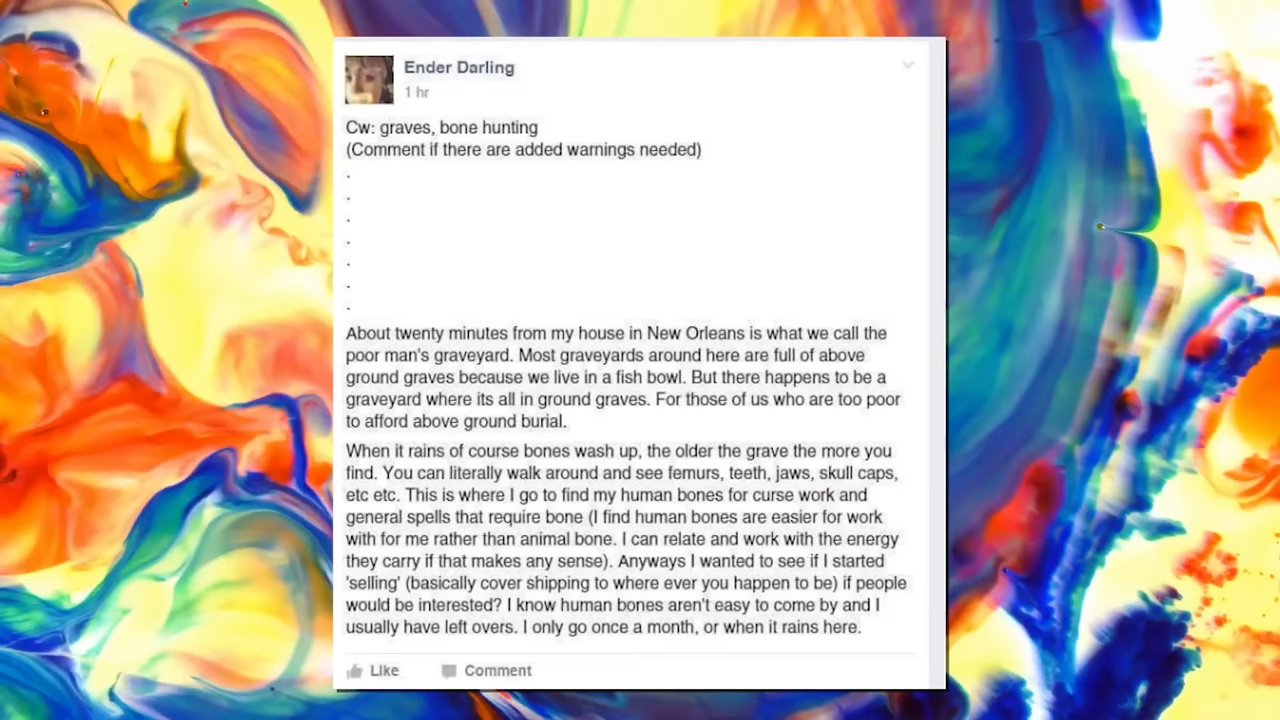 Ender Darling
1 hr
Cw: graves, bone hunting
(Comment if there are added warnings needed)
.
.
.
.
.
.
.
About twenty minutes from my house in New Orleans is what we call the
poor man's graveyard. Most graveyards around here are full of above
ground graves because we live in a fish bowl. But there happens to be a
graveyard where its all in ground graves. For those of us who are too poor
to afford above ground burial.
When it rains of course bones wash up, the older the grave the more you
find. You can literally walk around and see femurs, teeth, jaws, skull caps,
etc etc. This is where I go to find my human bones for curse work and
general spells that require bone (I find human bones are easier for work
with for me rather than animal bone. I can relate and work with the energy
they carry if that makes any sense). Anyways I wanted to see if I started
'selling' (basically cover shipping to where ever you happen to be) if people
would be interested? I know human bones aren't easy to come by and I
usually have left overs. I only go once a month, or when it rains here.
Like Comment